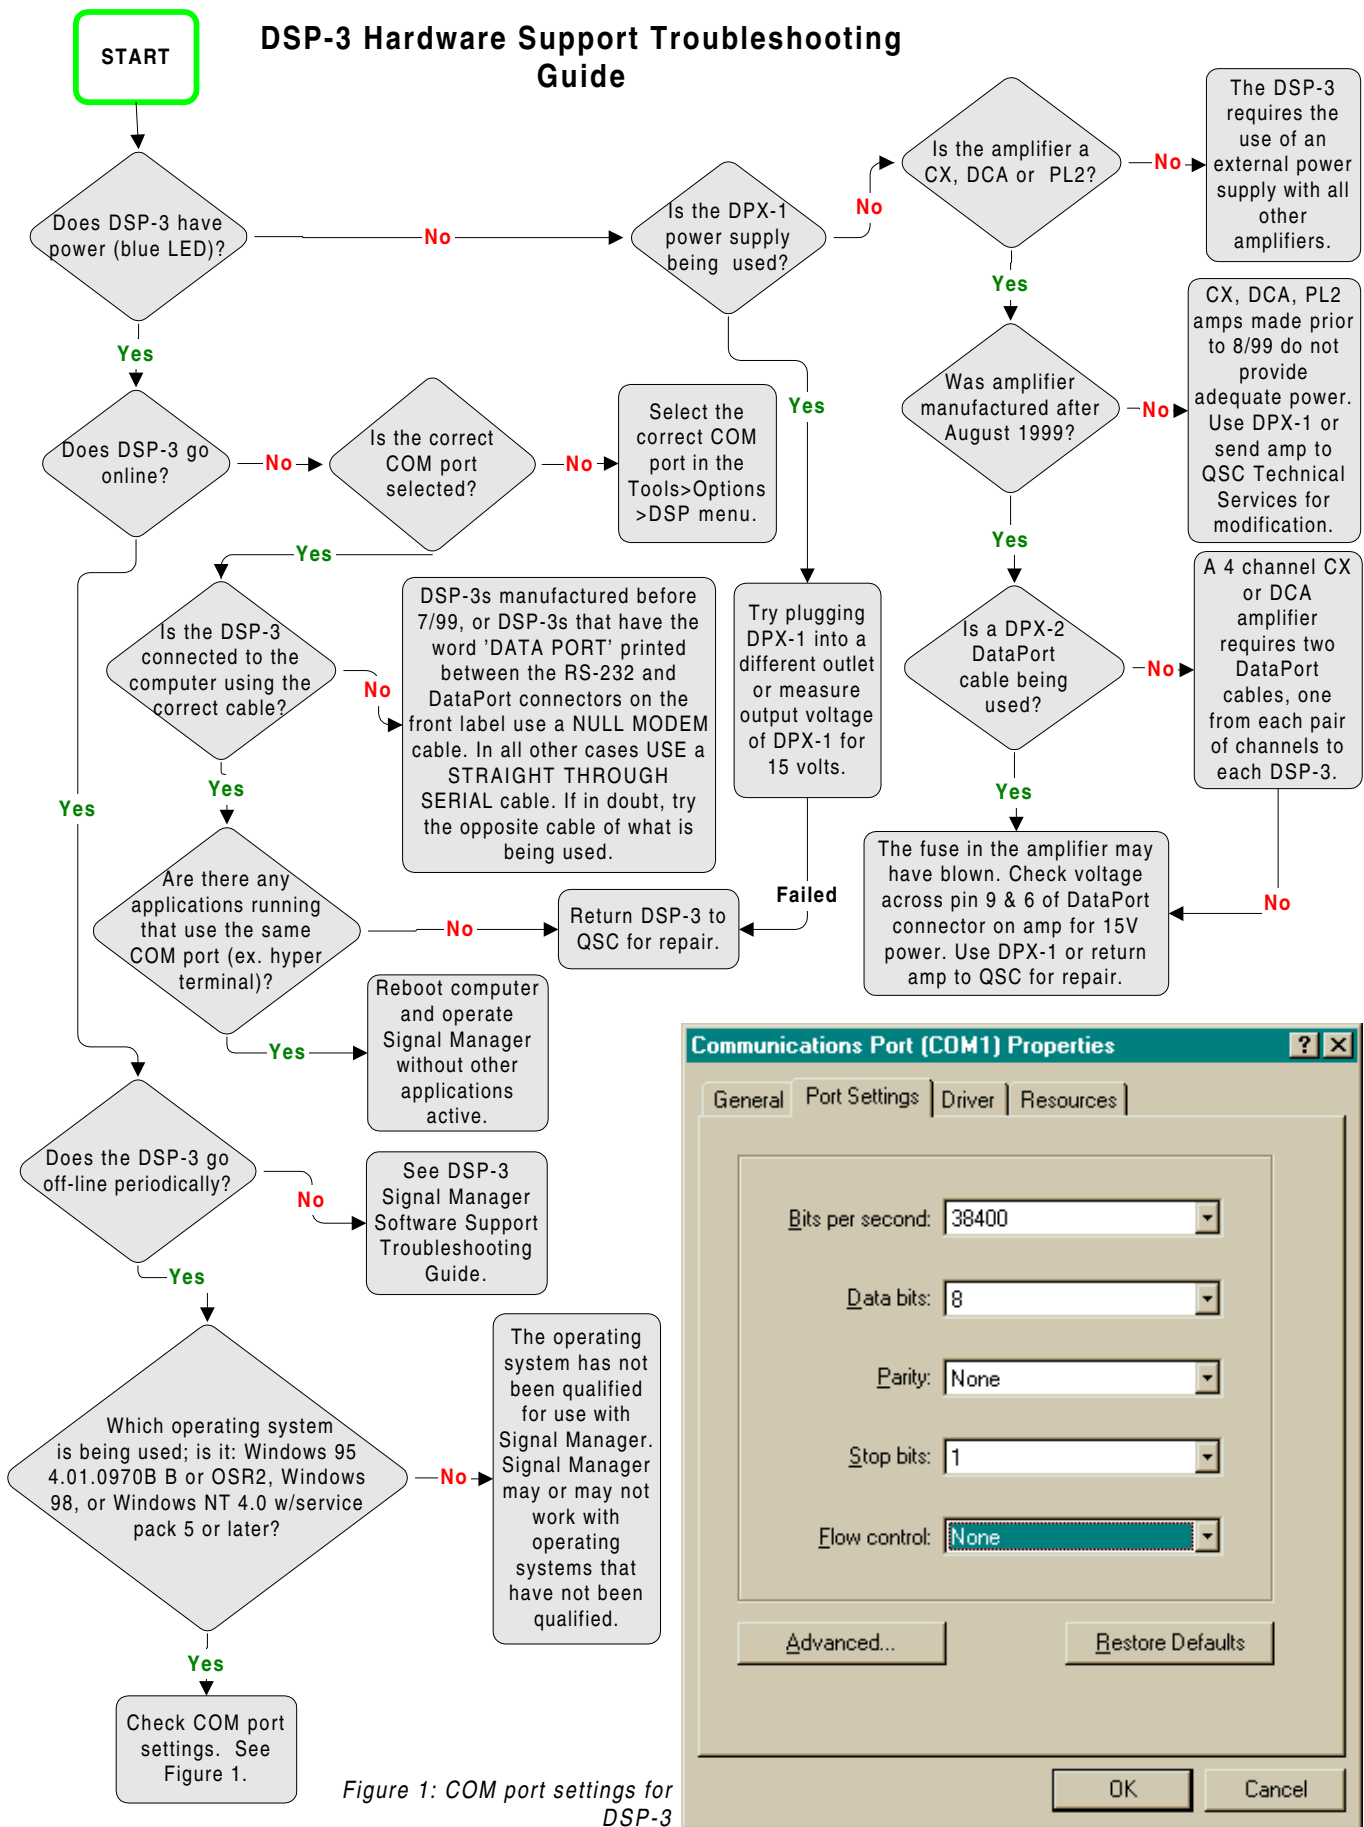 START
DSP-3 Hardware Support Troubleshooting
Guide
Does DSP-3 have
power (blue LED)?
No
Is the DPX-1
power supply
being used?
No
Is the amplifier a
CX, DCA or PL2?
No
The DSP-3
requires the
use of an
external power
supply with all
other
amplifiers.
Yes
Was amplifier
manufactured after
August 1999?
No
CX, DCA, PL2
amps made prior
to 8/99 do not
provide
adequate power.
Use DPX-1 or
send amp to
QSC Technical
Services for
modification.
Yes
Is a DPX-2
DataPort
cable being
used?
No
A 4 channel CX
or DCA
amplifier
requires two
DataPort
cables, one
from each pair
of channels to
each DSP-3.
Yes
No
The fuse in the amplifier may
have blown. Check voltage
across pin 9 & 6 of DataPort
connector on amp for 15V
power. Use DPX-1 or return
amp to QSC for repair.
Yes
Try plugging
DPX-1 into a
different outlet
or measure
output voltage
of DPX-1 for
15 volts.
Failed
Return DSP-3 to
QSC for repair.
Yes
Does DSP-3 go
online?
No
Is the correct
COM port
selected?
No
Select the
correct COM
port in the
Tools>Options
>DSP menu.
Yes
Is the DSP-3
connected to the
computer using the
correct cable?
No
DSP-3s manufactured before
7/99, or DSP-3s that have the
word 'DATA PORT' printed
between the RS-232 and
DataPort connectors on the
front label use a NULL MODEM
cable. In all other cases USE a
STRAIGHT THROUGH
SERIAL cable. If in doubt, try
the opposite cable of what is
being used.
Yes
Are there any
applications running
that use the same
COM port (ex. hyper
terminal)?
No
Yes
Reboot computer
and operate
Signal Manager
without other
applications
active.
Yes
Does the DSP-3 go
off-line periodically?
No
See DSP-3
Signal Manager
Software Support
Troubleshooting
Guide.
Yes
Which operating system
is being used; is it: Windows 95
4.01.0970B B or OSR2, Windows
98, or Windows NT 4.0 w/service
pack 5 or later?
No
The operating
system has not
been qualified
for use with
Signal Manager.
Signal Manager
may or may not
work with
operating
systems that
have not been
qualified.
Yes
Check COM port
settings. See
Figure 1.
Figure 1: COM port settings for
DSP-3
Communications Port (COM1) Properties
General Port Settings Driver Resources
Bits per second: 38400
Data bits: 8
Parity: None
Stop bits: 1
Flow control: None
Advanced... Restore Defaults
OK Cancel